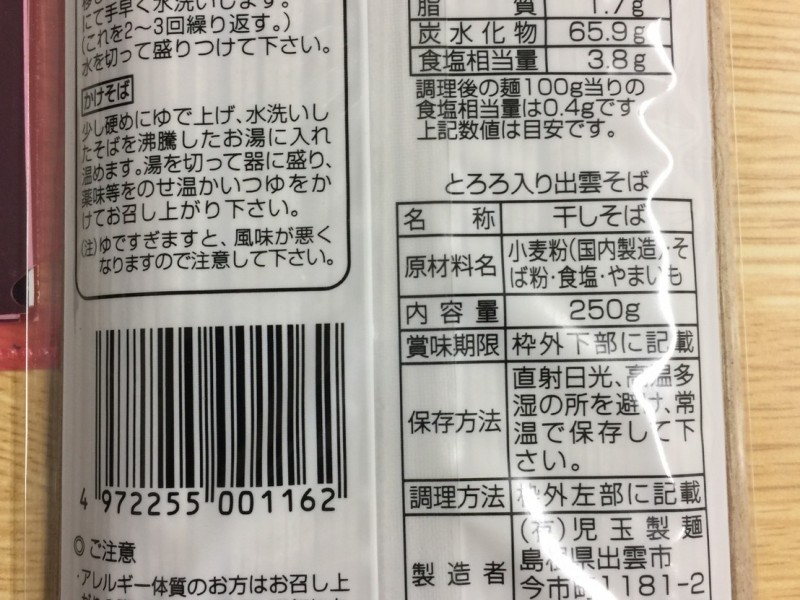 にて手早く水洗いします。
(これを2〜3回繰り返す。)
水を切って盛りつけて下さい。
かけそば
少し硬めにゆで上げ、水洗いし
たそばを沸騰したお湯に入れ
温めます。湯を切って器に盛り、
薬味等をのせ温かいつゆをか
けてお召し上がり下さい。
(注)ゆですぎますと、風味が悪く
なりますので注意して下さい。
4 972255 001162
◎ ご注意
・アレルギー体質のお方はお召し上
脂 質 1.7g
炭水化物 65.9g
食塩相当量 3.8g
調理後の麺100g当りの
食塩相当量は0.4gです。
上記数値は目安です。
とろろ入り出雲そば
名 称 干しそば
原材料名 小麦粉(国内製造)・そ
ば粉・食塩・やまいも
内容量 250g
賞味期限 枠外下部に記載
保存方法 直射日光、高温多
湿の所を避け、常
温で保存して下
さい。
調理方法 枠外左部に記載
製造者 (有)児玉製麺
島根県出雲市
今市町1181-2